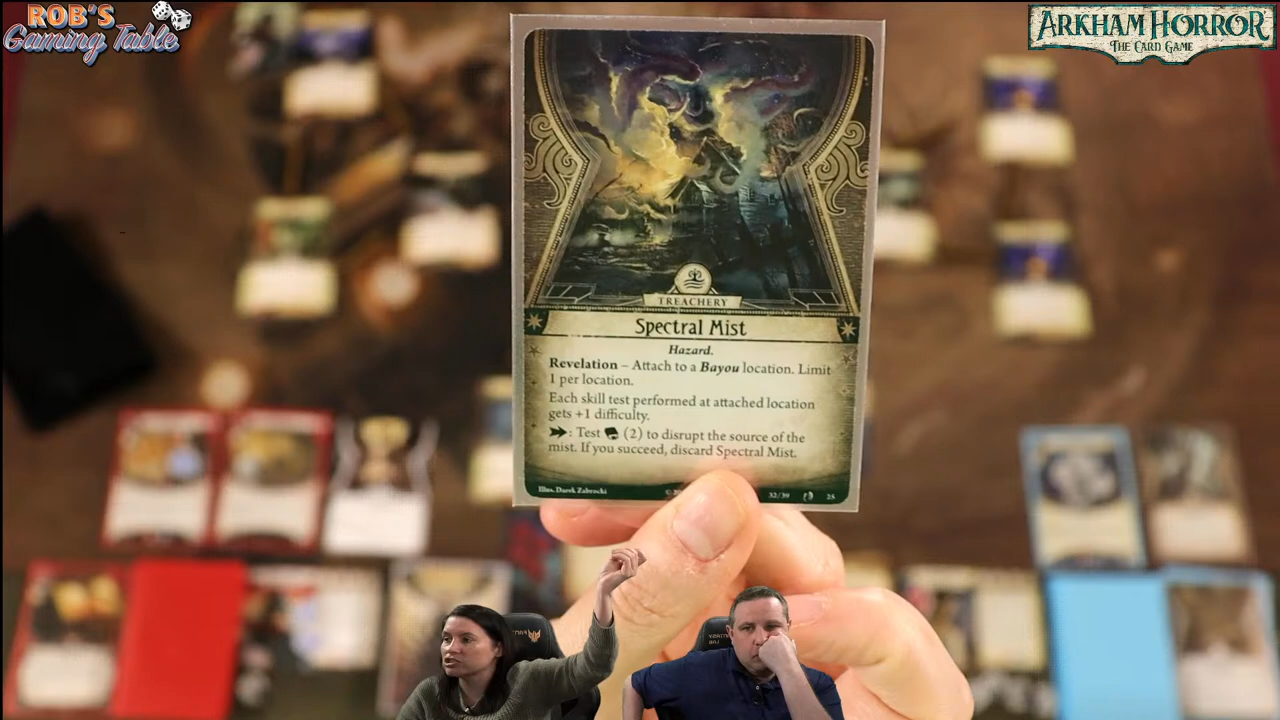 ROB'S
Gaming Table
ARKHAM HORROR
THE CARD GAME
TREACHERY
Spectral Mist
Hazard.
Revelation – Attach to a Bayou location. Limit
1 per location.
Each skill test performed at attached location
gets +1 difficulty.
: Test (2) to disrupt the source of the
mist. If you succeed, discard Spectral Mist.
Illus. Darek Zabrocki
32/39
25